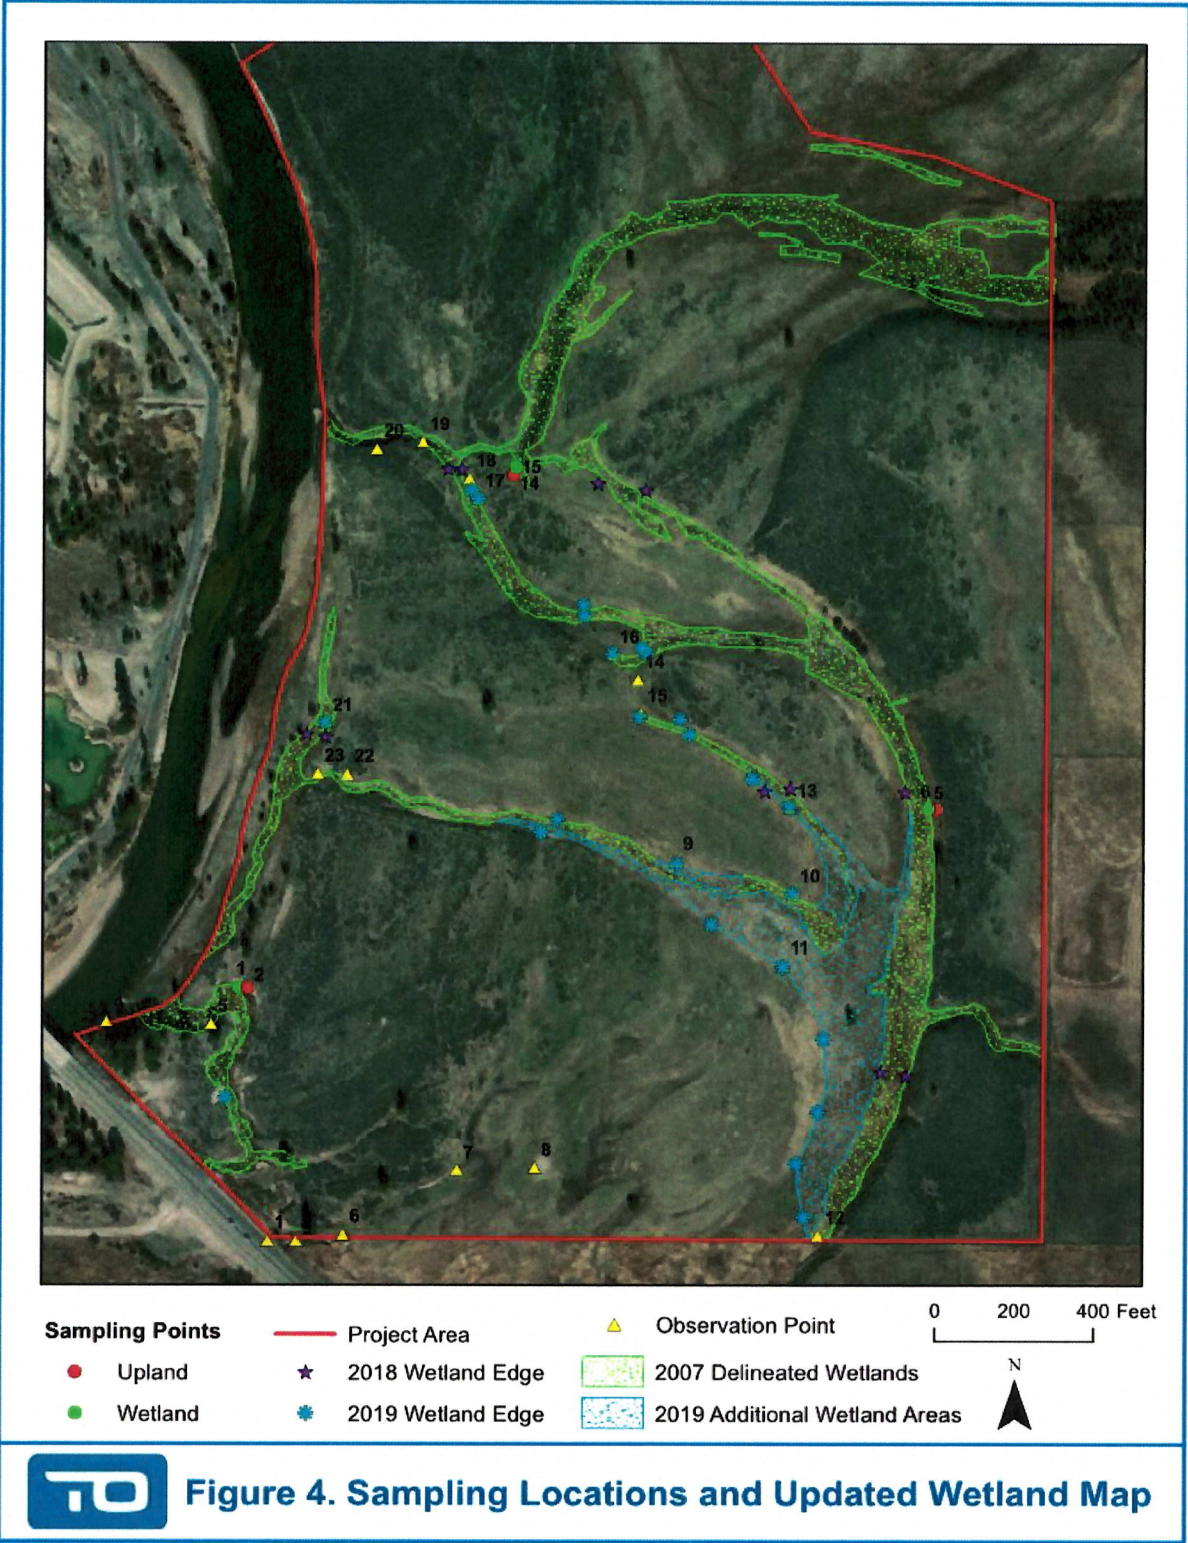 20
19
18
15
17
14
16
14
15
21
23
22
13
6
5
9
10
11
1
2
7
8
1
6
12
Sampling Points
Upland
Wetland
Project Area
2018 Wetland Edge
2019 Wetland Edge
Observation Point
2007 Delineated Wetlands
2019 Additional Wetland Areas
0 200 400 Feet
N
TO Figure 4. Sampling Locations and Updated Wetland Map